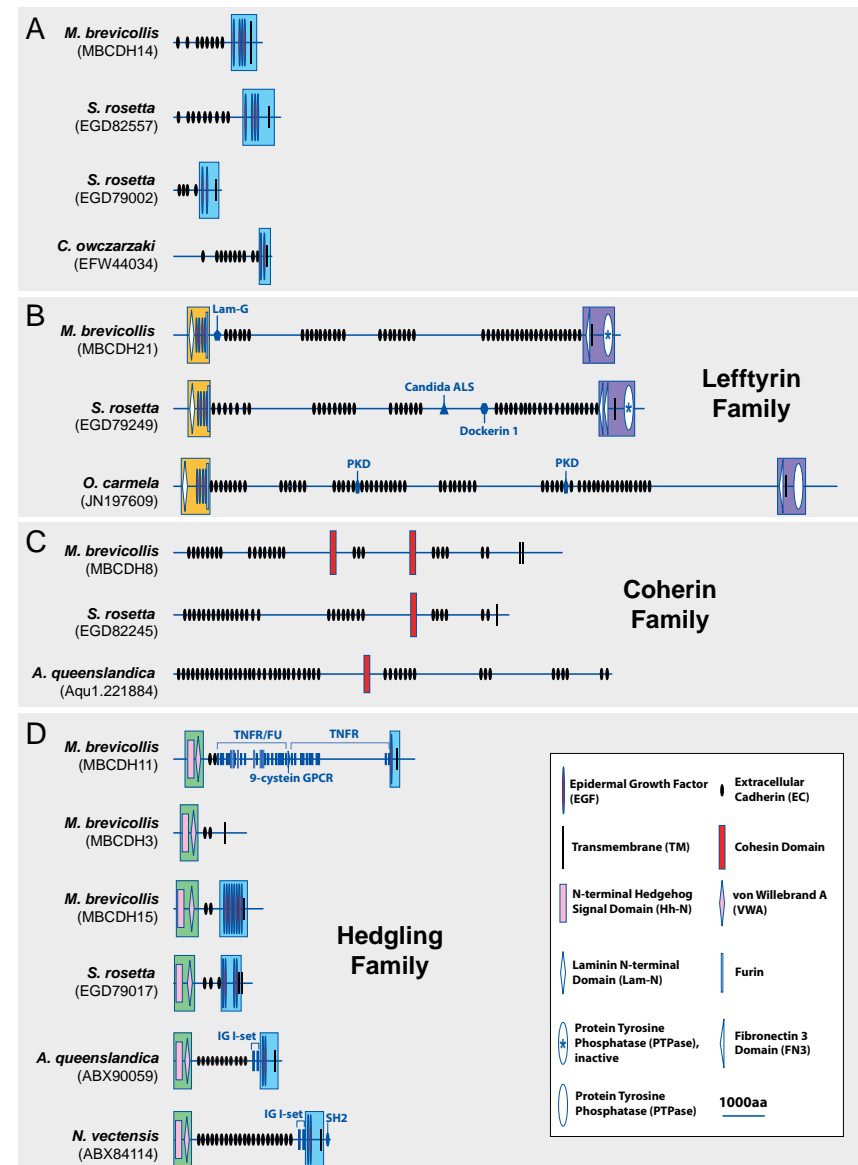 A
M. brevicollis
(MBCDH14)
S. rosetta
(EGD82557)
S. rosetta
(EGD79002)
C. owczarzaki
(EFW44034)
B
Lam-G
M. brevicollis
(MBCDH21)
Candida ALS
S. rosetta
(EGD79249)
Dockerin 1
Lefftyrin
Family
PKD
PKD
O. carmela
(JN197609)
C
M. brevicollis
(MBCDH8)
S. rosetta
(EGD82245)
Coherin
Family
A. queenslandica
(Aqu1.221884)
D
TNFR/FU
TNFR
M. brevicollis
(MBCDH11)
9-cystein GPCR
M. brevicollis
(MBCDH3)
M. brevicollis
(MBCDH15)
Hedgling
Family
S. rosetta
(EGD79017)
IG I-set
A. queenslandica
(ABX90059)
IG I-set
SH2
N. vectensis
(ABX84114)
Epidermal Growth Factor
(EGF)
Extracellular
Cadherin (EC)
Transmembrane (TM)
Cohesin Domain
N-terminal Hedgehog
Signal Domain (Hh-N)
von Willebrand A
(VWA)
Laminin N-terminal
Domain (Lam-N)
Furin
Protein Tyrosine
Phosphatase (PTPase),
inactive
Fibronectin 3
Domain (FN3)
Protein Tyrosine
Phosphatase (PTPase)
1000aa